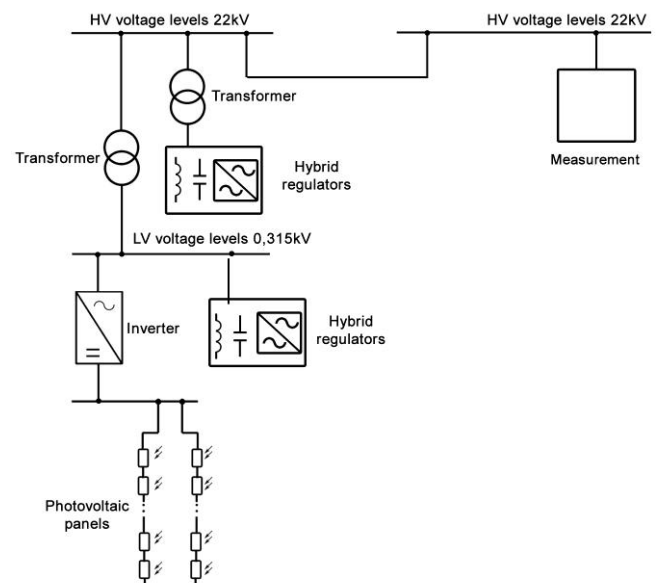 HV voltage levels 22kV
HV voltage levels 22kV
Transformer
Transformer
Hybrid
regulators
Measurement
LV voltage levels 0,315kV
Inverter
Hybrid
regulators
Photovoltaic
panels